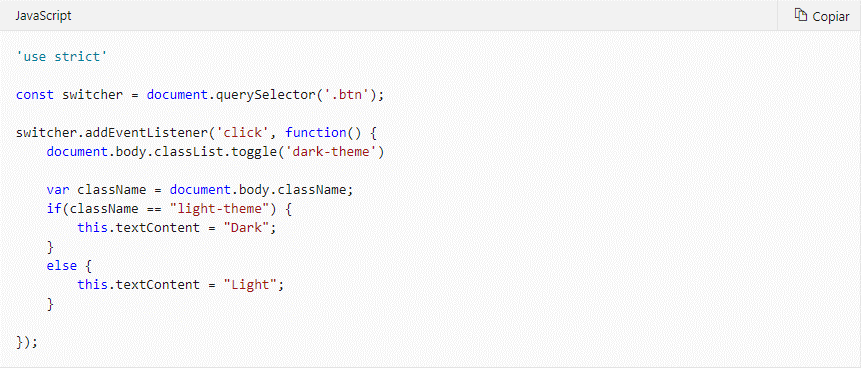 JavaScript
Copiar
'use strict'
const switcher = document.querySelector('.btn');
switcher.addEventListener('click', function() {
    document.body.classList.toggle('dark-theme')
    var className = document.body.className;
    if(className == "light-theme") {
        this.textContent = "Dark";
    }
    else {
        this.textContent = "Light";
    }
});